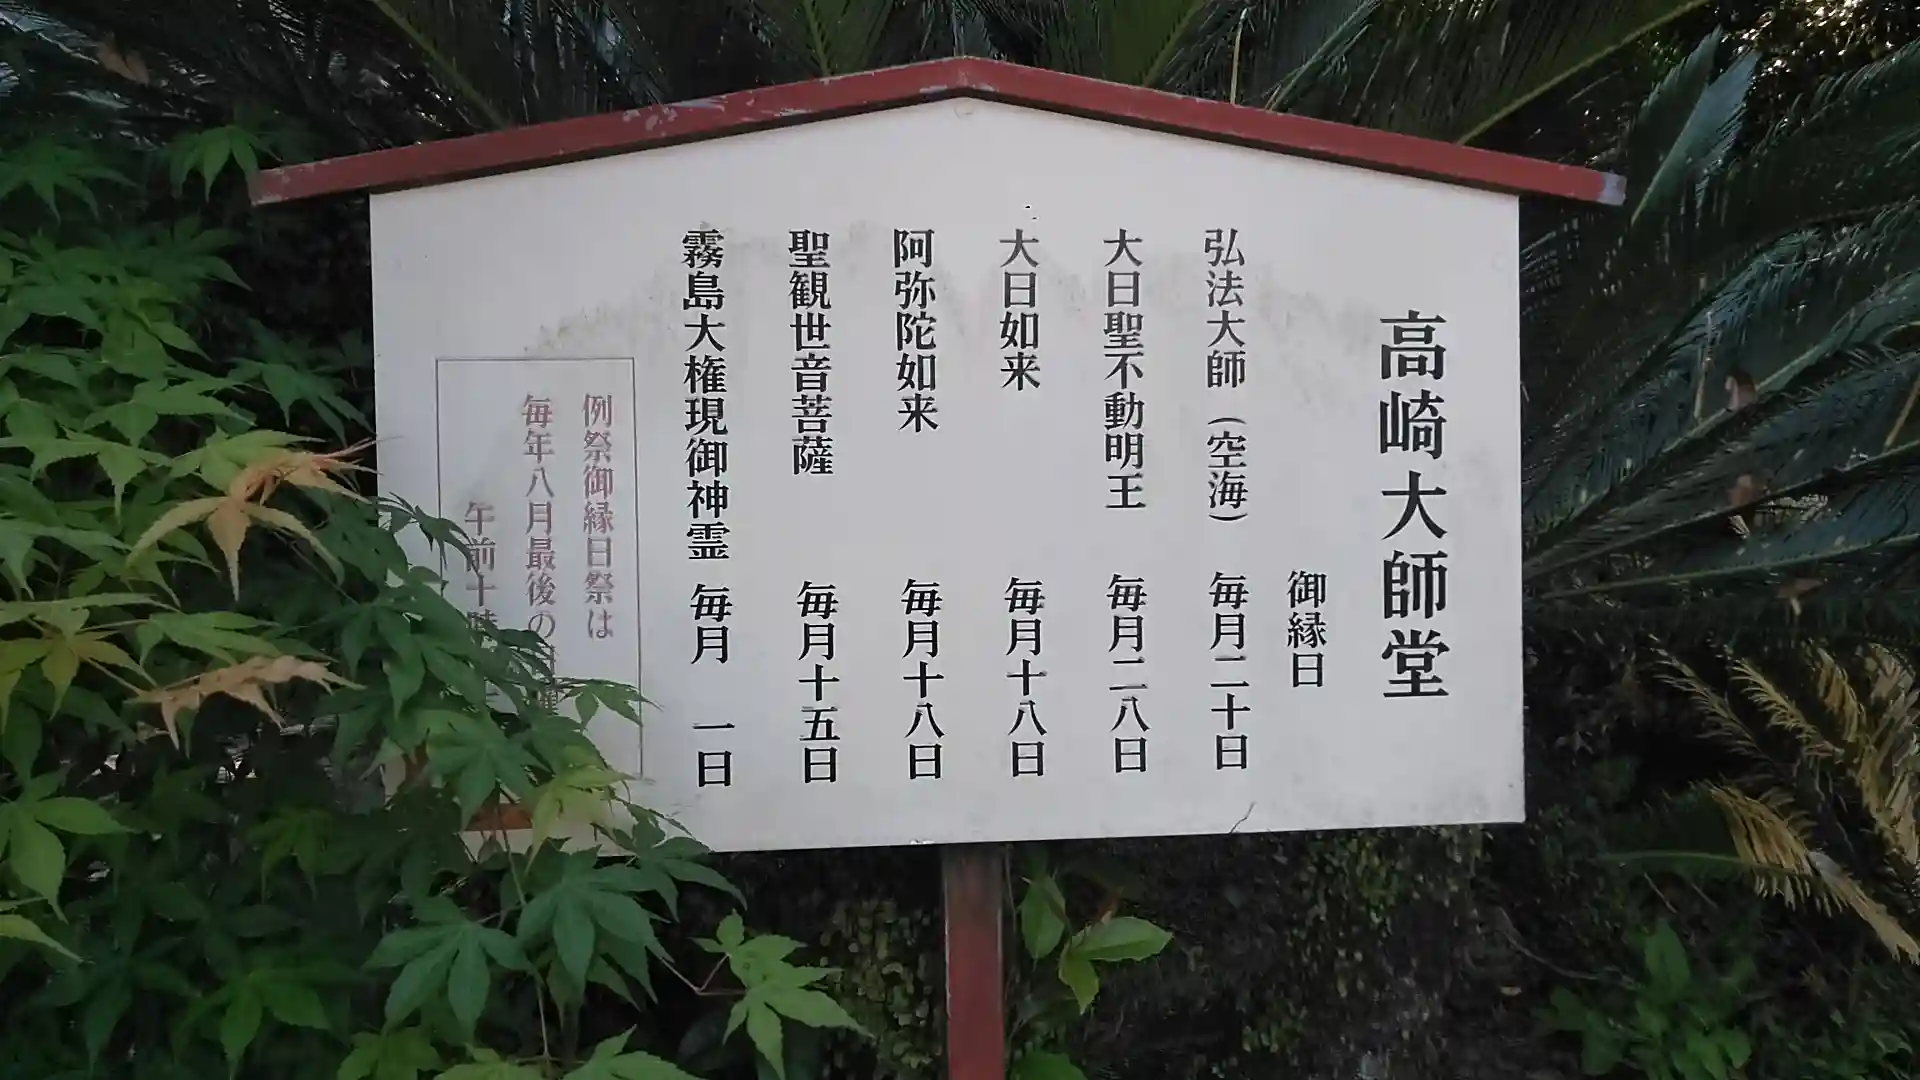 高崎大師堂
御縁日
弘法大師（空海）毎月二十日
大日聖不動明王 毎月二八日
大日如来 毎月十八日
阿弥陀如来 毎月十八日
聖観世音菩薩 毎月十五日
霧島大権現御神霊 毎月 一日
例祭御縁日祭は
毎年八月最後の
午前十時